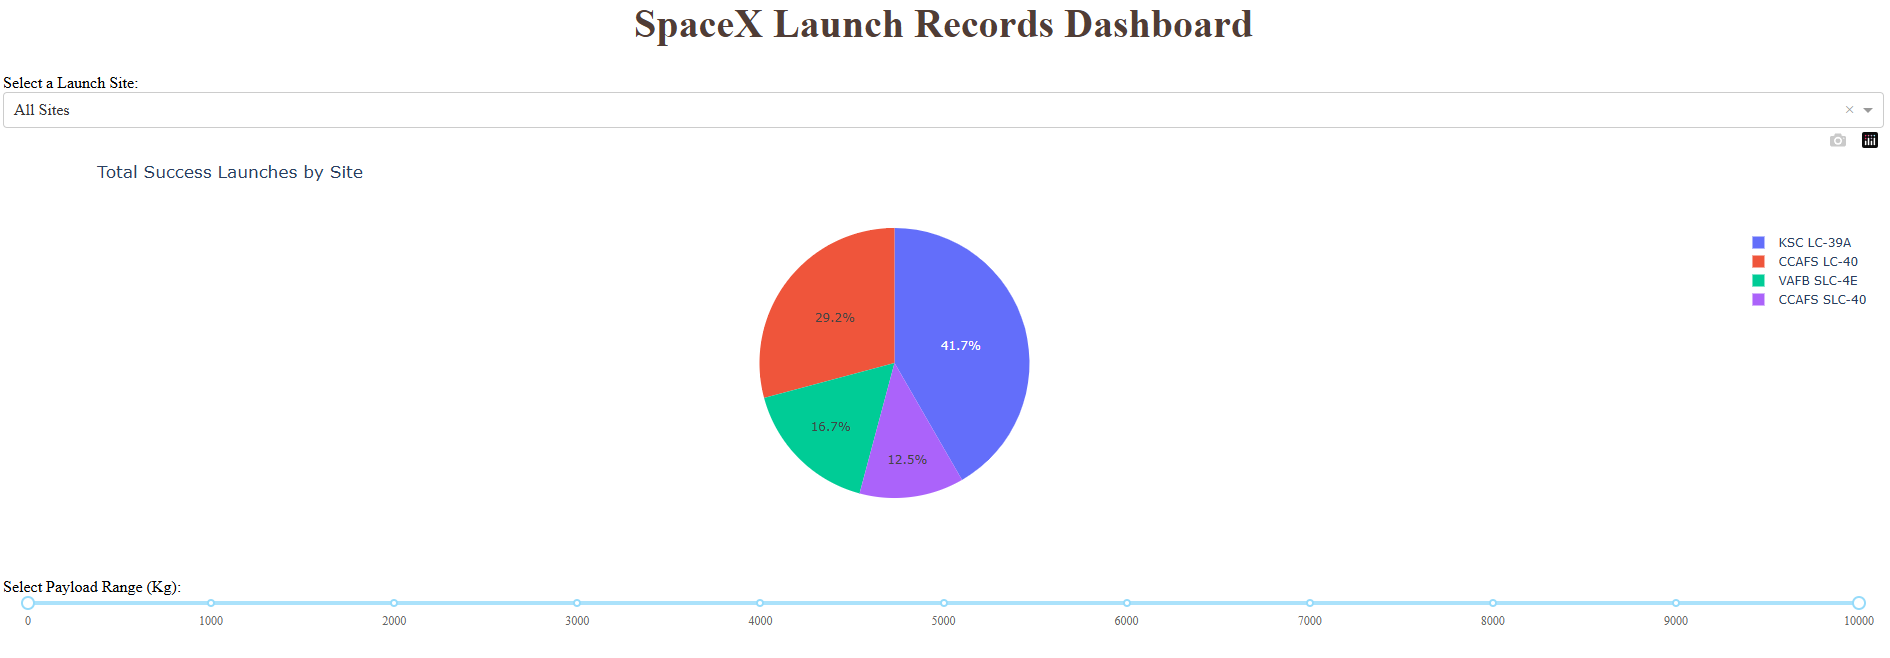 SpaceX Launch Records Dashboard
Select a Launch Site:
All Sites
Total Success Launches by Site
KSC LC-39A
CCAFS LC-40
VAFB SLC-4E
CCAFS SLC-40
29.2%
41.7%
16.7%
12.5%
Select Payload Range (Kg):
0 1000 2000 3000 4000 5000 6000 7000 8000 9000 10000